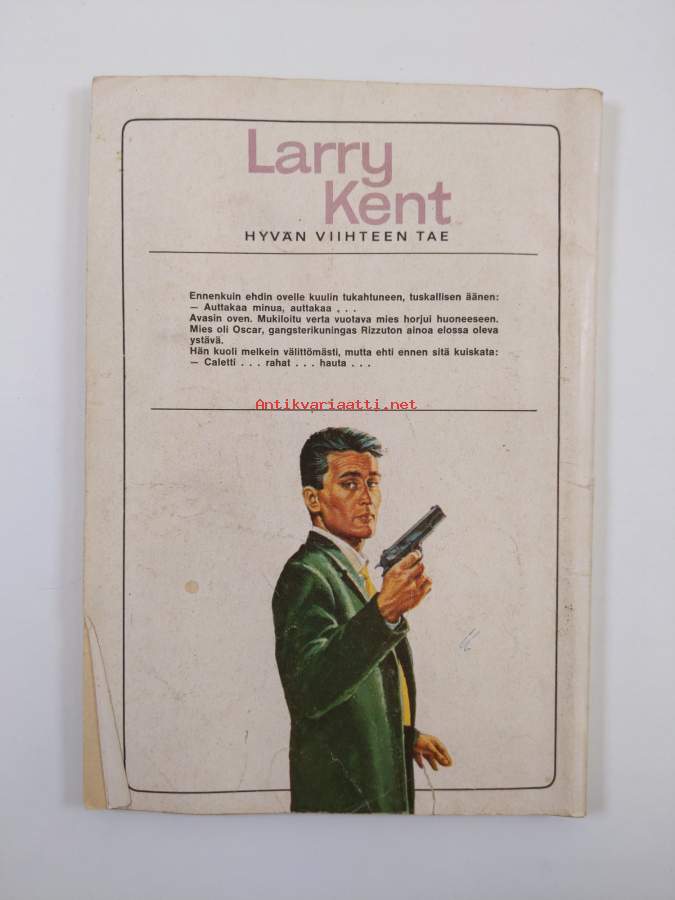 Larry
Kent
HYVÄN VIIHTEEN TAE
Ennenkuin ehdin ovelle kuulin tukahtuneen, tuskallisen äänen:
— Auttakaa minua, auttakaa . . .
Avasin oven. Mukiloitu verta vuotava mies horjui huoneeseen.
Mies oli Oscar, gangsterikuningas Rizzuton ainoa elossa oleva
ystävä.
Hän kuoli melkein välittömästi, mutta ehti ennen sitä kuiskata:
— Caletti . . . rahat . . . hauta . . .
Antikvariaatti.net